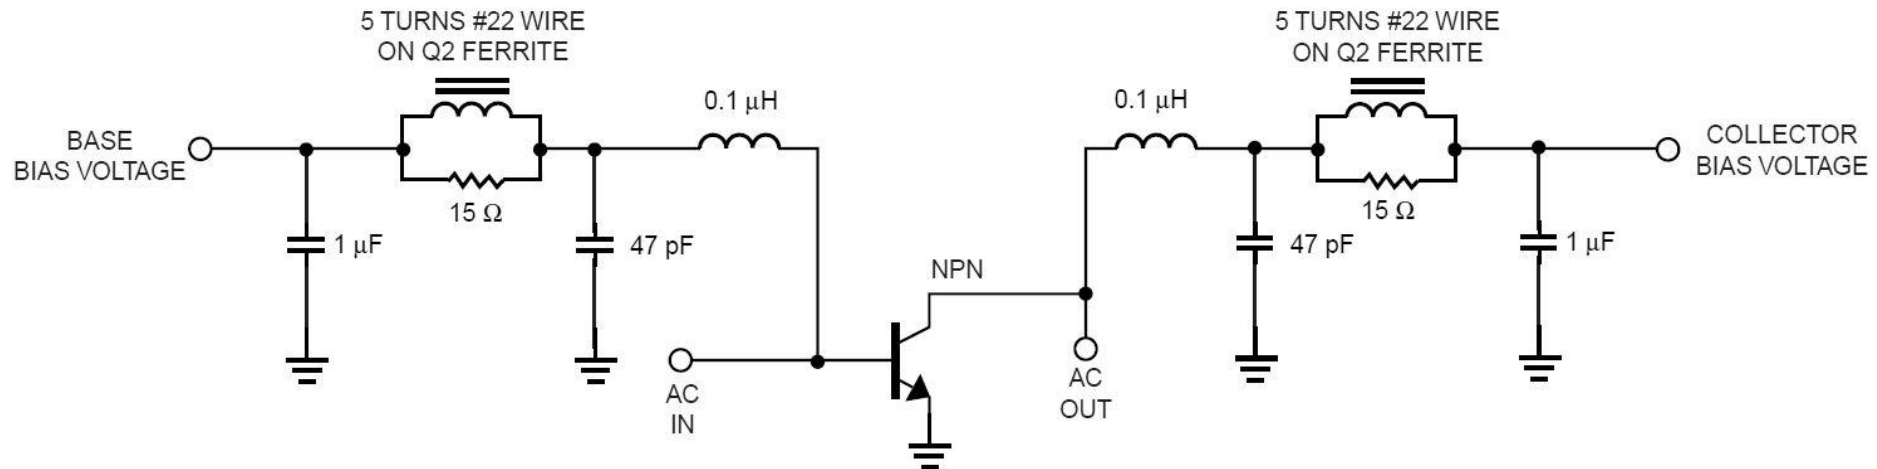 5 TURNS #22 WIRE
ON Q2 FERRITE
5 TURNS #22 WIRE
ON Q2 FERRITE
0.1 μH
0.1 μH
BASE
BIAS VOLTAGE
COLLECTOR
BIAS VOLTAGE
15 Ω
15 Ω
1 μF
47 pF
47 pF
1 μF
NPN
AC
IN
AC
OUT